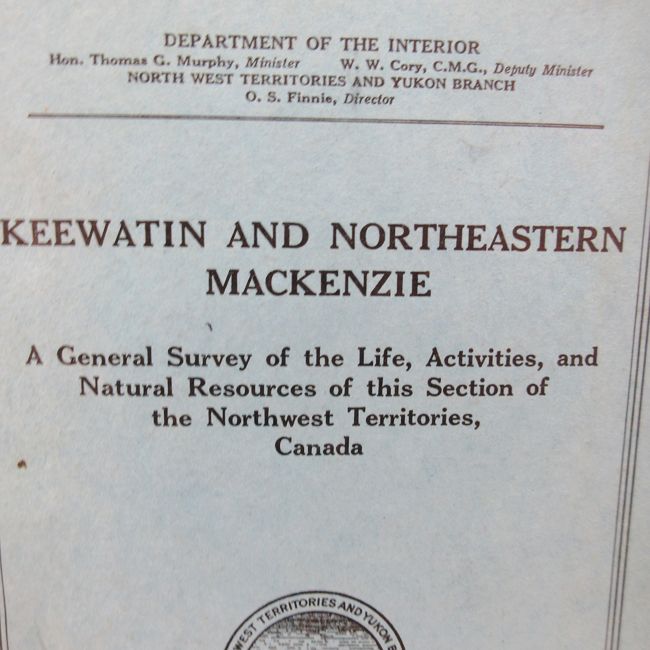 DEPARTMENT OF THE INTERIOR
Hon. Thomas G. Murphy, Minister W. W. Cory, C.M.G., Deputy Minister
NORTH WEST TERRITORIES AND YUKON BRANCH
O. S. Finnie, Director
KEEWATIN AND NORTHEASTERN
MACKENZIE
A General Survey of the Life, Activities, and
Natural Resources of this Section of
the Northwest Territories,
Canada
WEST TERRITORIES AND YUKON